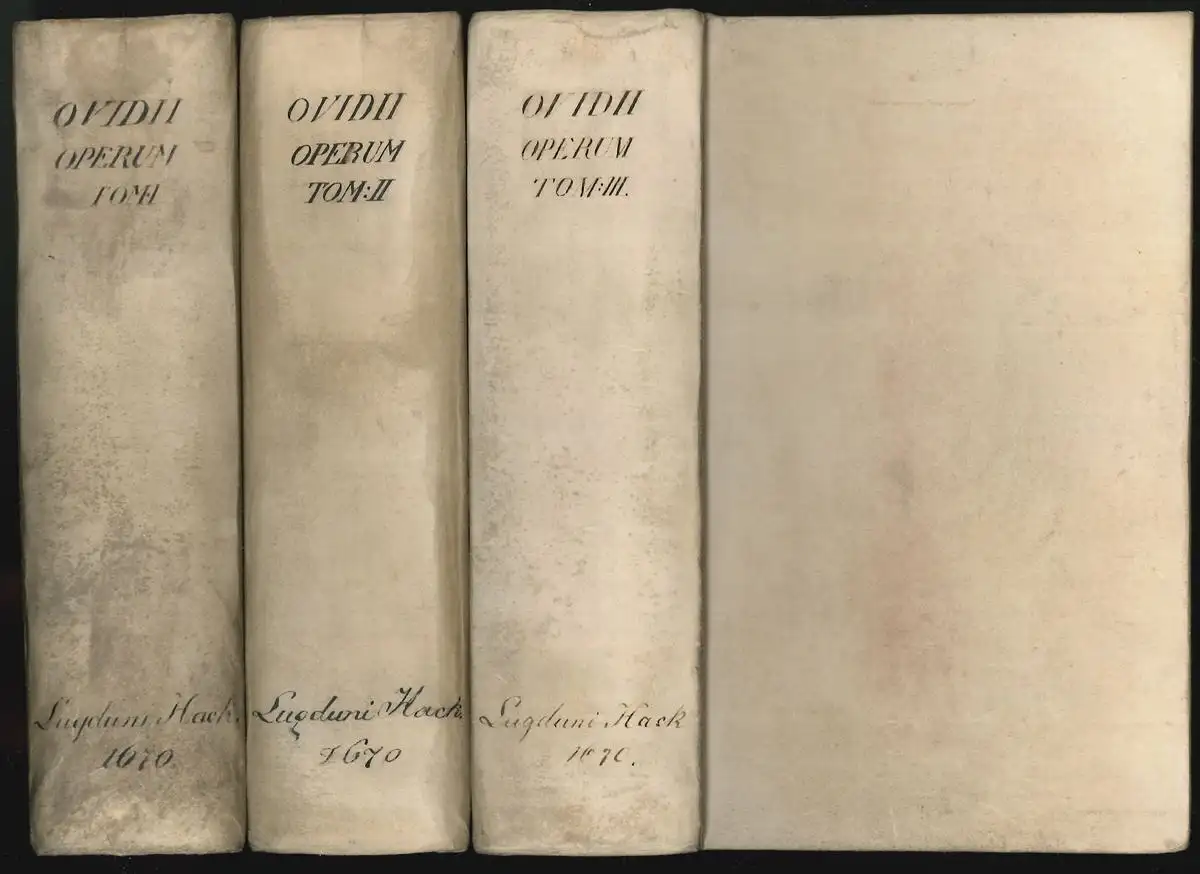 OVIDII
OPERUM
TOM:I
Lugduni Hack.
1670.
OVIDII
OPERUM
TOM:II
Lugduni Hack.
1670
OVIDII
OPERUM
TOM:III.
Lugduni Hack
1670.